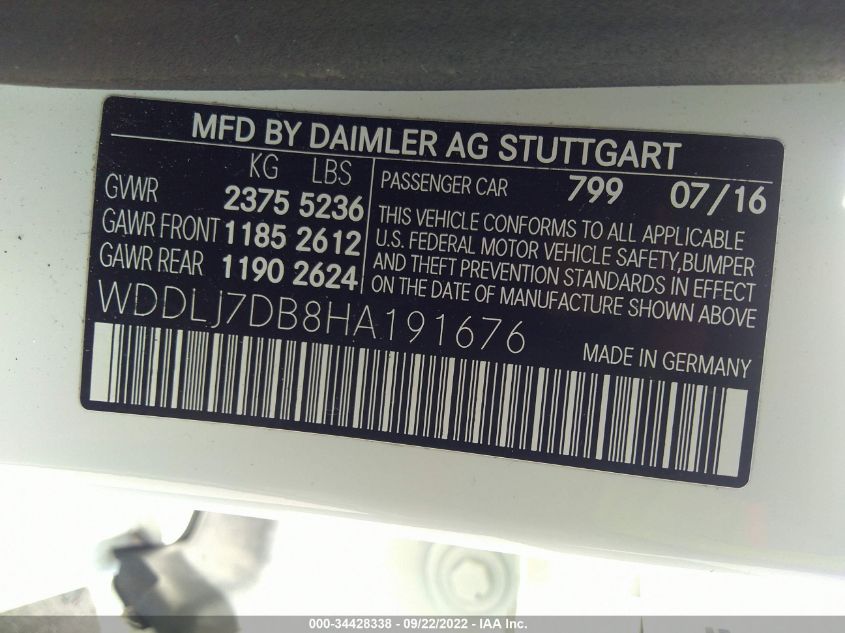 MFD BY DAIMLER AG STUTTGART
KG LBS
GVWR 2375 5236
GAWR FRONT 1185 2612
GAWR REAR 1190 2624
PASSENGER CAR 799 07/16
THIS VEHICLE CONFORMS TO ALL APPLICABLE
U.S. FEDERAL MOTOR VEHICLE SAFETY,BUMPER
AND THEFT PREVENTION STANDARDS IN EFFECT
ON THE DATE OF MANUFACTURE SHOWN ABOVE
WDDLJ7DB8HA191676
MADE IN GERMANY
000-34428338 - 09/22/2022 - IAA Inc.